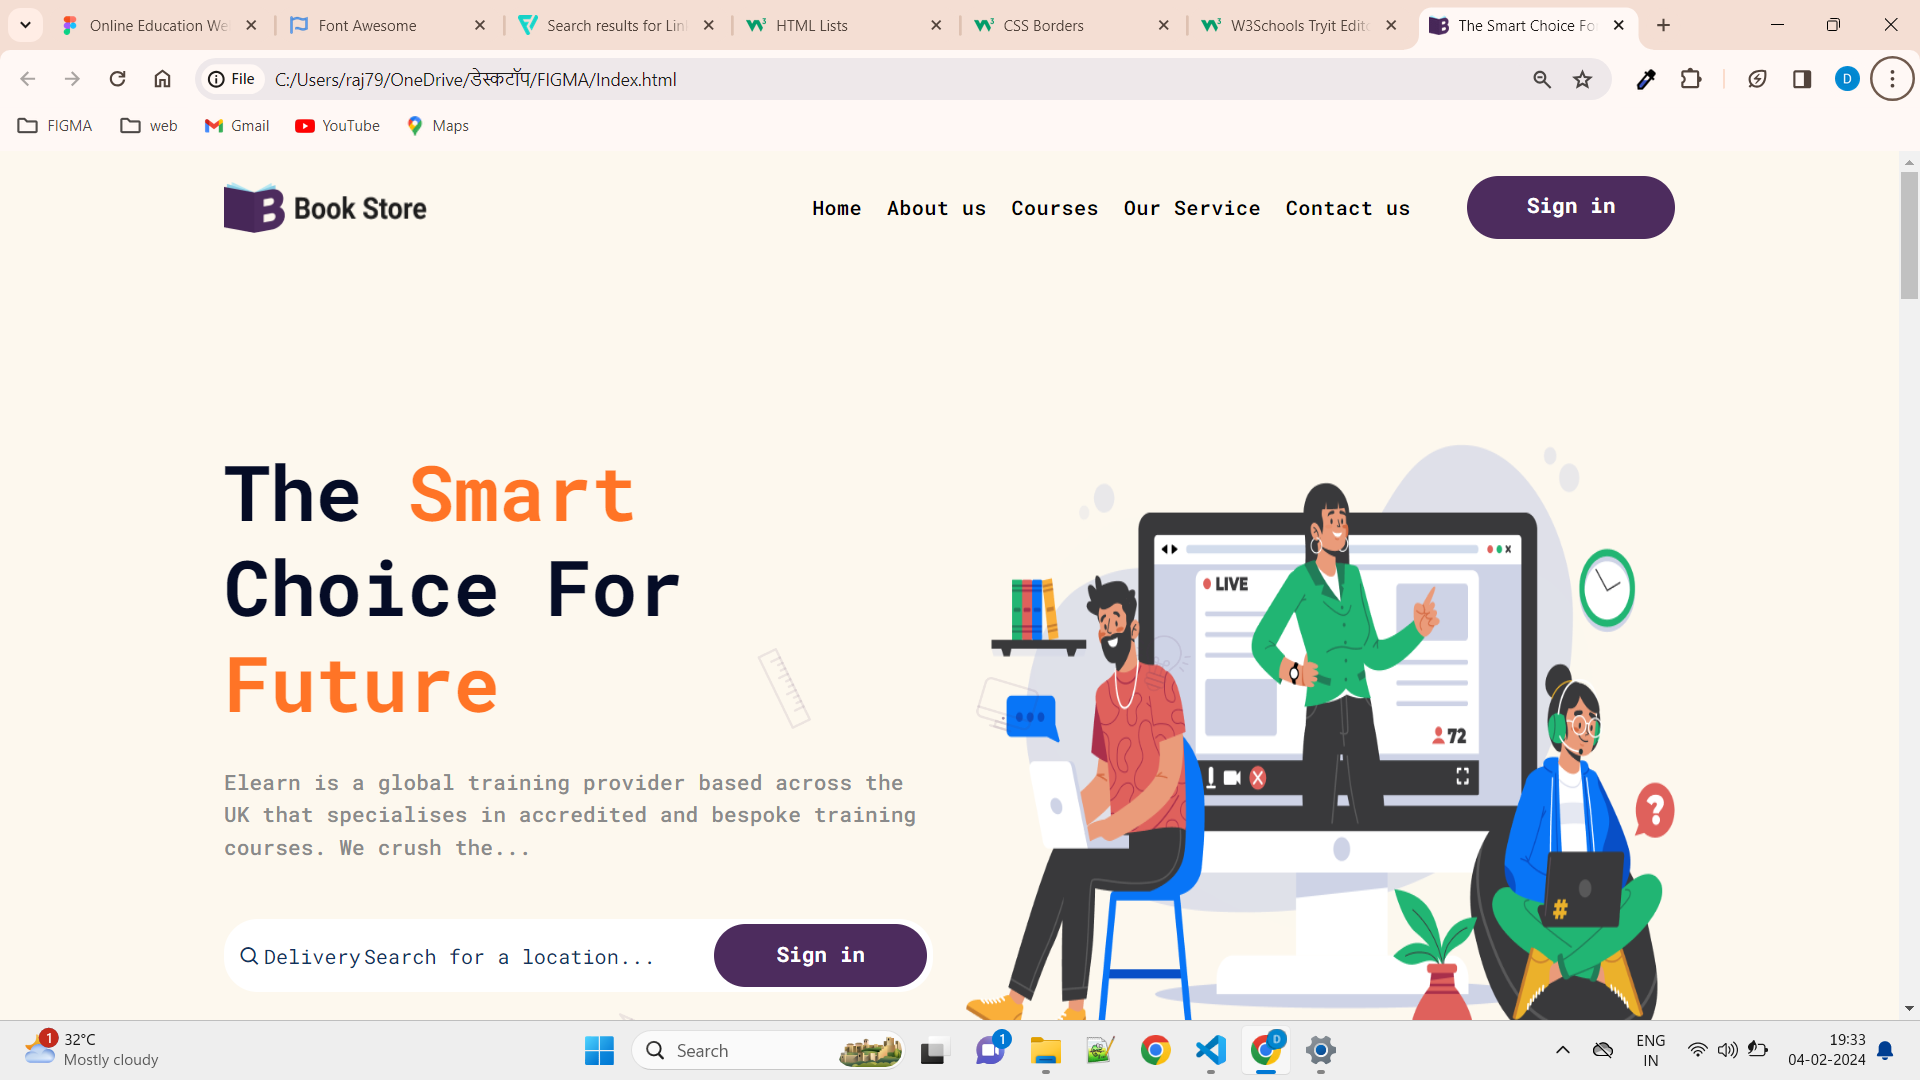 Online Education We
Font Awesome
Search results for Lin
HTML Lists
CSS Borders
W3Schools Tryit Edito
The Smart Choice Fo
File
C:/Users/raj79/OneDrive/डेस्कटॉप/FIGMA/Index.html
D
FIGMA
web
Gmail
YouTube
Maps
B Book Store
Home
About us
Courses
Our Service
Contact us
Sign in
The Smart
Choice For
Future
Elearn is a global training provider based across the
UK that specialises in accredited and bespoke training
courses. We crush the...
Delivery Search for a location...
Sign in
LIVE
72
?
#
1
32°C
Mostly cloudy
Search
1
D
ENG
IN
19:33
04-02-2024